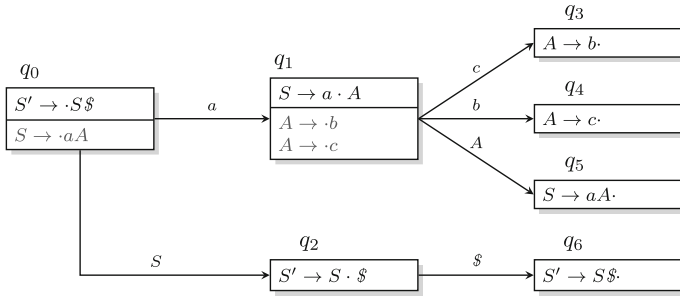 q3
A → b·
q1
c
q0
q4
S → a · A
S′ → ·S$
a
b
A → c·
A → ·b
S → ·aA
A → ·c
A
q5
S → aA·
q2
q6
S
S′ → S · $
$
S′ → S$·